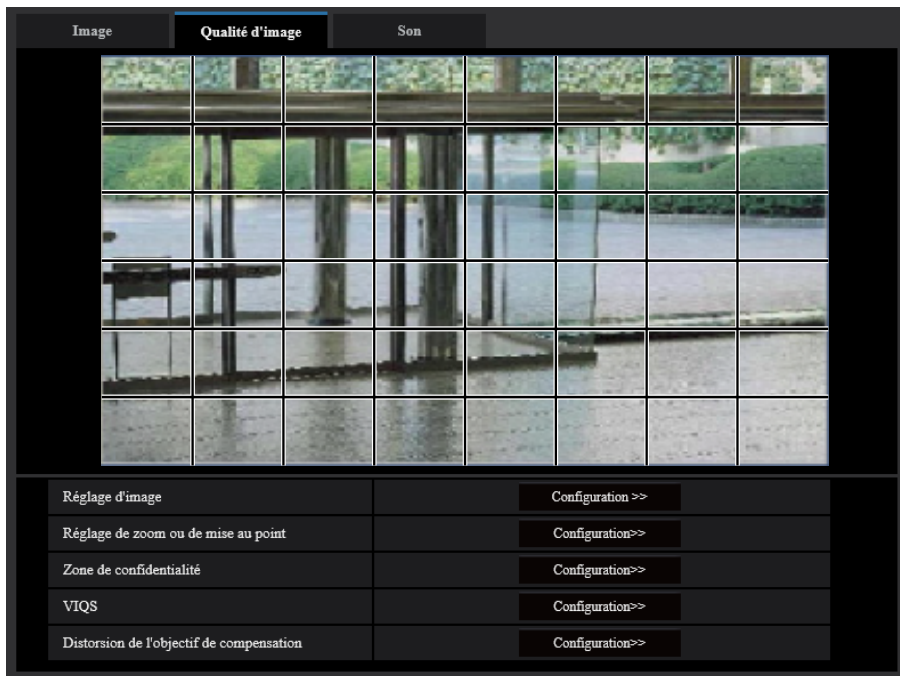 Image Qualité d'image Son
Réglage d'image Configuration >>
Réglage de zoom ou de mise au point Configuration>>
Zone de confidentialité Configuration>>
VIQS Configuration>>
Distorsion de l'objectif de compensation Configuration>>